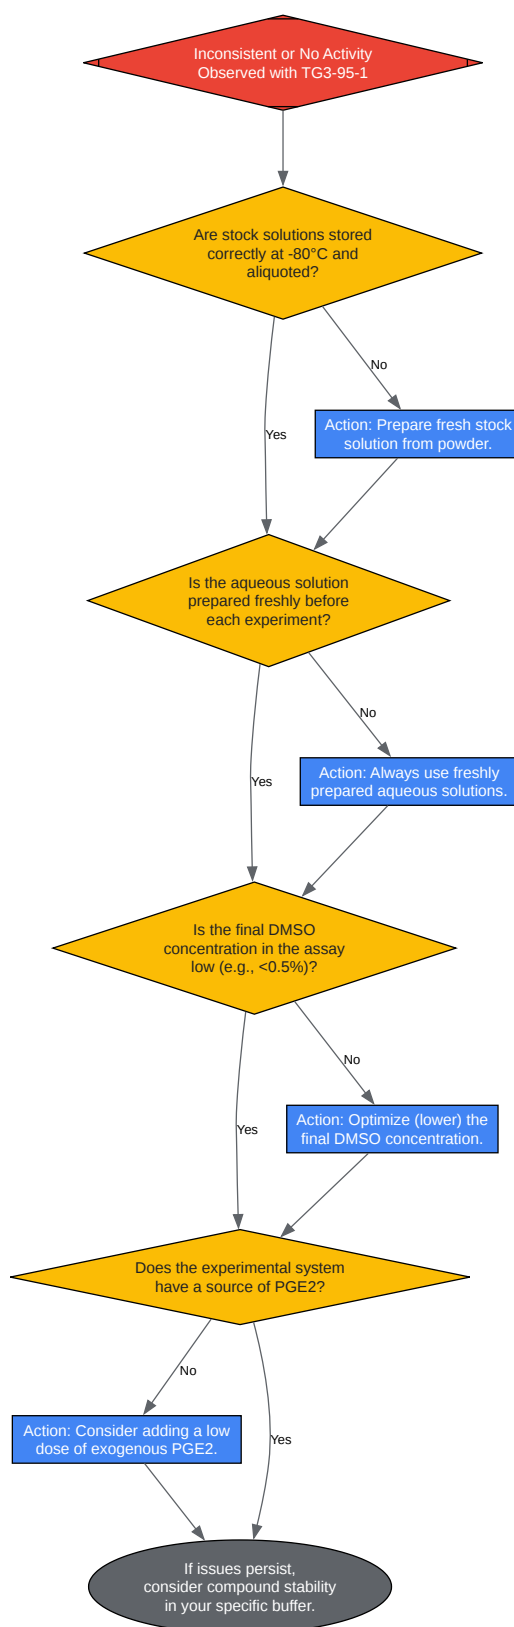 Inconsistent or No Activity
Observed with TG3-95-1
Are stock solutions stored
correctly at -80°C and
aliquoted?
No
Action: Prepare fresh stock
solution from powder.
Yes
Is the aqueous solution
prepared freshly before
each experiment?
No
Action: Always use freshly
prepared aqueous solutions.
Yes
Is the final DMSO
concentration in the assay
low (e.g., <0.5%)?
No
Action: Optimize (lower) the
final DMSO concentration.
Yes
Does the experimental system
have a source of PGE2?
No
Action: Consider adding a low
dose of exogenous PGE2.
Yes
If issues persist,
consider compound stability
in your specific buffer.